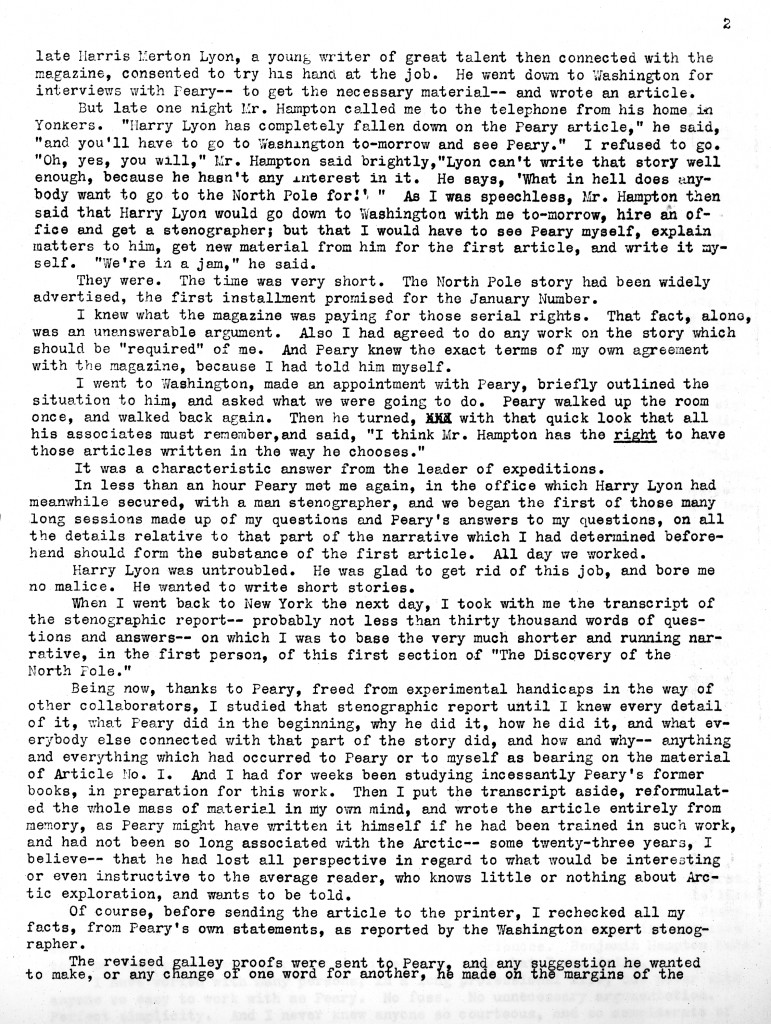 2
late Harris Merton Lyon, a young writer of great talent then connected with the
magazine, consented to try his hand at the job. He went down to Washington for
interviews with Peary-- to get the necessary material-- and wrote an article.
But late one night Mr. Hampton called me to the telephone from his home in
Yonkers. "Harry Lyon has completely fallen down on the Peary article," he said,
"and you'll have to go to Washington to-morrow and see Peary." I refused to go.
"Oh, yes, you will," Mr. Hampton said brightly,"Lyon can't write that story well
enough, because he hasn't any interest in it. He says, 'What in hell does any-
body want to go to the North Pole for!' " As I was speechless, Mr. Hampton then
said that Harry Lyon would go down to Washington with me to-morrow, hire an of-
fice and get a stenographer; but that I would have to see Peary myself, explain
matters to him, get new material from him for the first article, and write it my-
self. "We're in a jam," he said.
They were. The time was very short. The North Pole story had been widely
advertised, the first installment promised for the January Number.
I knew what the magazine was paying for those serial rights. That fact, alone,
was an unanswerable argument. Also I had agreed to do any work on the story which
should be "required" of me. And Peary knew the exact terms of my own agreement
with the magazine, because I had told him myself.
I went to Washington, made an appointment with Peary, briefly outlined the
situation to him, and asked what we were going to do. Peary walked up the room
once, and walked back again. Then he turned, XXX with that quick look that all
his associates must remember,and said, "I think Mr. Hampton has the right to have
those articles written in the way he chooses."
It was a characteristic answer from the leader of expeditions.
In less than an hour Peary met me again, in the office which Harry Lyon had
meanwhile secured, with a man stenographer, and we began the first of those many
long sessions made up of my questions and Peary's answers to my questions, on all
the details relative to that part of the narrative which I had determined before-
hand should form the substance of the first article. All day we worked.
Harry Lyon was untroubled. He was glad to get rid of this job, and bore me
no malice. He wanted to write short stories.
When I went back to New York the next day, I took with me the transcript of
the stenographic report-- probably not less than thirty thousand words of ques-
tions and answers-- on which I was to base the very much shorter and running nar-
rative, in the first person, of this first section of "The Discovery of the
North Pole."
Being now, thanks to Peary, freed from experimental handicaps in the way of
other collaborators, I studied that stenographic report until I knew every detail
of it, what Peary did in the beginning, why he did it, how he did it, and what ev-
erybody else connected with that part of the story did, and how and why-- anything
and everything which had occurred to Peary or to myself as bearing on the material
of Article No. I. And I had for weeks been studying incessantly Peary's former
books, in preparation for this work. Then I put the transcript aside, reformulat-
ed the whole mass of material in my own mind, and wrote the article entirely from
memory, as Peary might have written it himself if he had been trained in such work,
and had not been so long associated with the Arctic-- some twenty-three years, I
believe-- that he had lost all perspective in regard to what would be interesting
or even instructive to the average reader, who knows little or nothing about Arc-
tic exploration, and wants to be told.
Of course, before sending the article to the printer, I rechecked all my
facts, from Peary's own statements, as reported by the Washington expert stenog-
rapher.
The revised galley proofs were sent to Peary, and any suggestion he wanted
to make, or any change of one word for another, he made on the margins of the